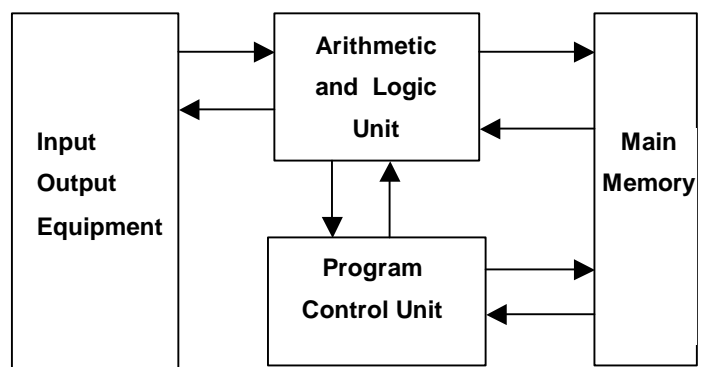 Input
Output
Equipment
Arithmetic
and Logic
Unit
Program
Control Unit
Main
Memory